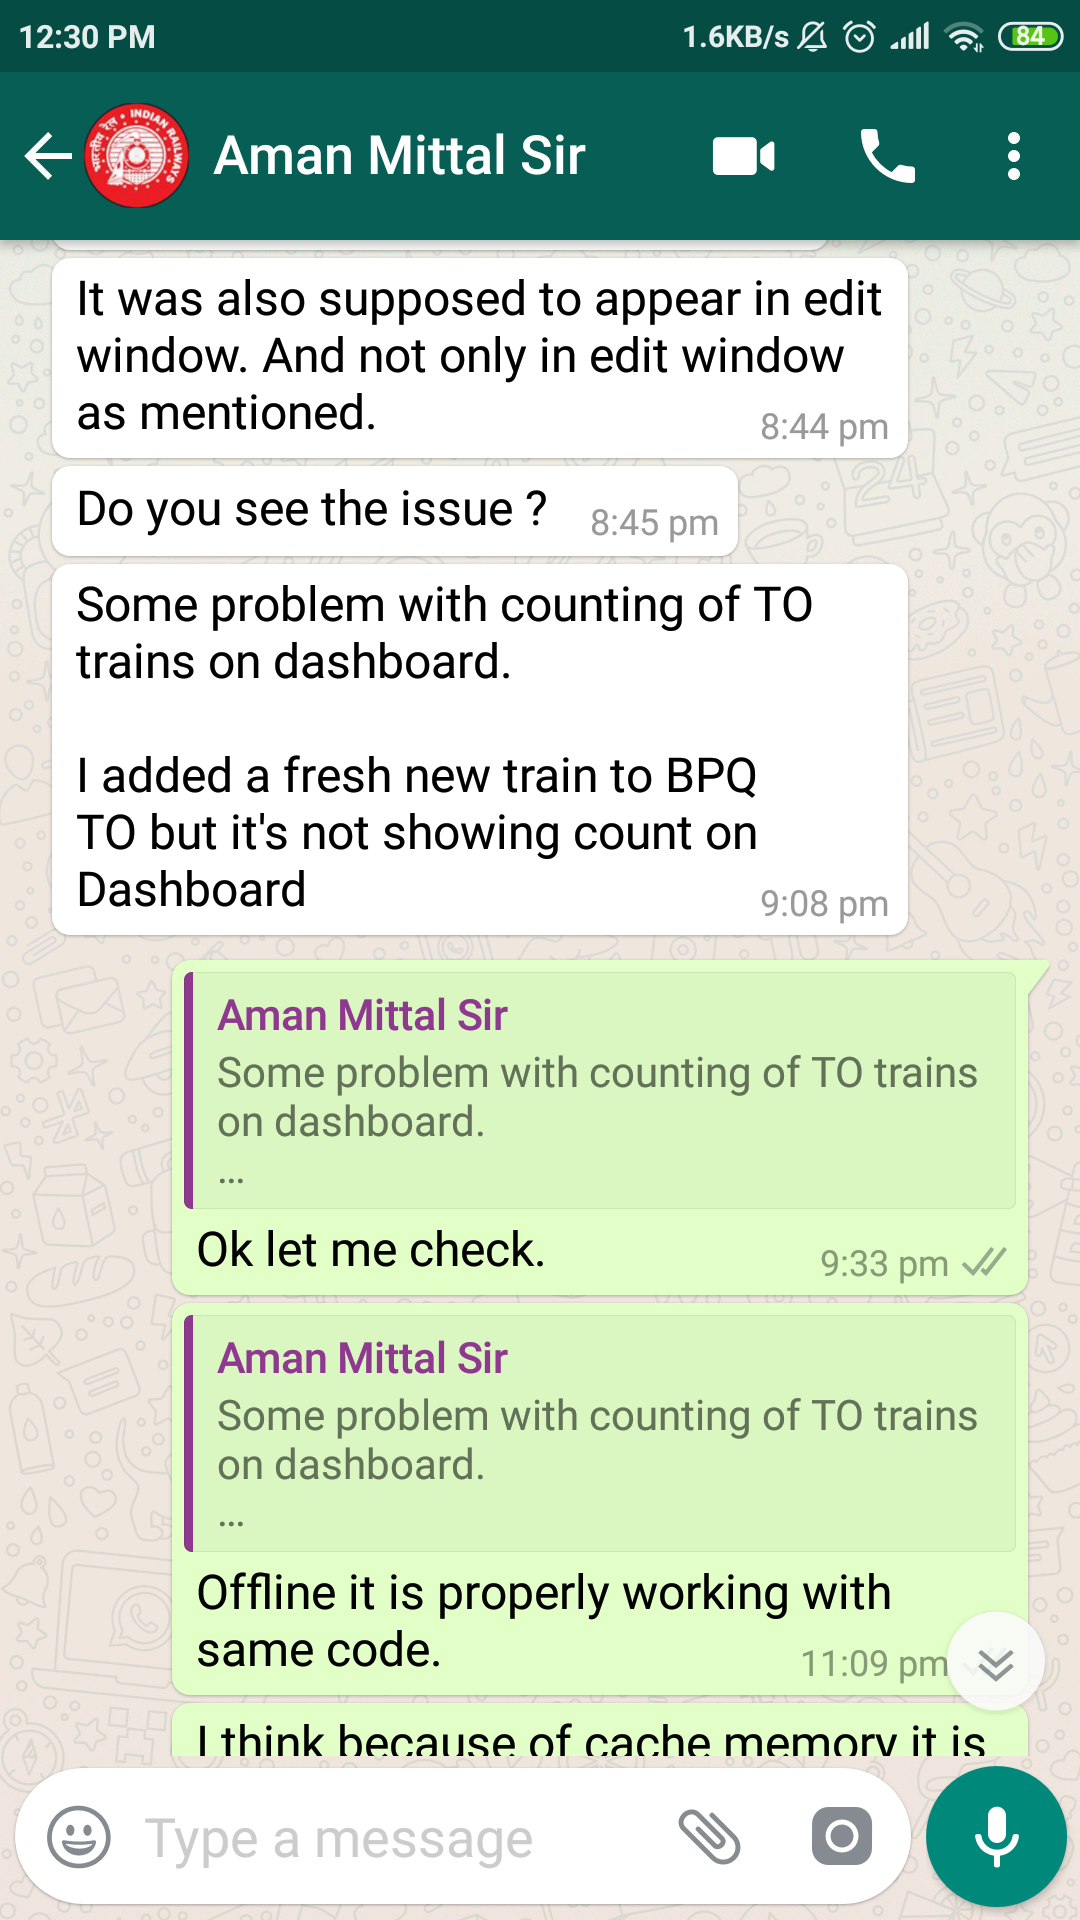 12:30 PM
1.6KB/s
84
INDIAN RAILWAYS
भारतीय रेल
Aman Mittal Sir
It was also supposed to appear in edit
window. And not only in edit window
as mentioned.
8:44 pm
Do you see the issue ?
8:45 pm
Some problem with counting of TO
trains on dashboard.
I added a fresh new train to BPQ
TO but it's not showing count on
Dashboard
9:08 pm
Aman Mittal Sir
Some problem with counting of TO trains
on dashboard.
...
Ok let me check.
9:33 pm
Aman Mittal Sir
Some problem with counting of TO trains
on dashboard.
...
Offline it is properly working with
same code.
11:09 pm
I think because of cache memory it is
Type a message